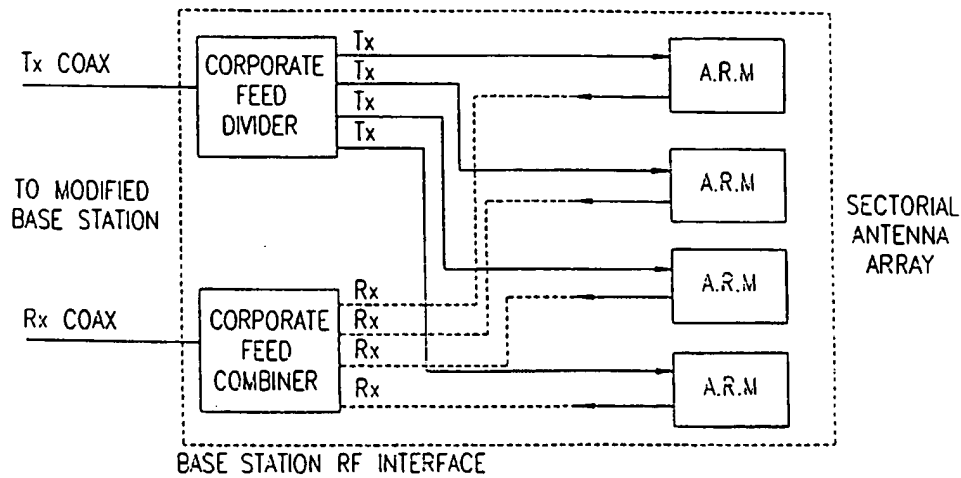 Tx COAX
CORPORATE
FEED
DIVIDER
Tx
Tx
Tx
Tx
A.R.M
A.R.M
A.R.M
A.R.M
TO MODIFIED
BASE STATION
SECTORIAL
ANTENNA
ARRAY
Rx COAX
CORPORATE
FEED
COMBINER
Rx
Rx
Rx
Rx
BASE STATION RF INTERFACE